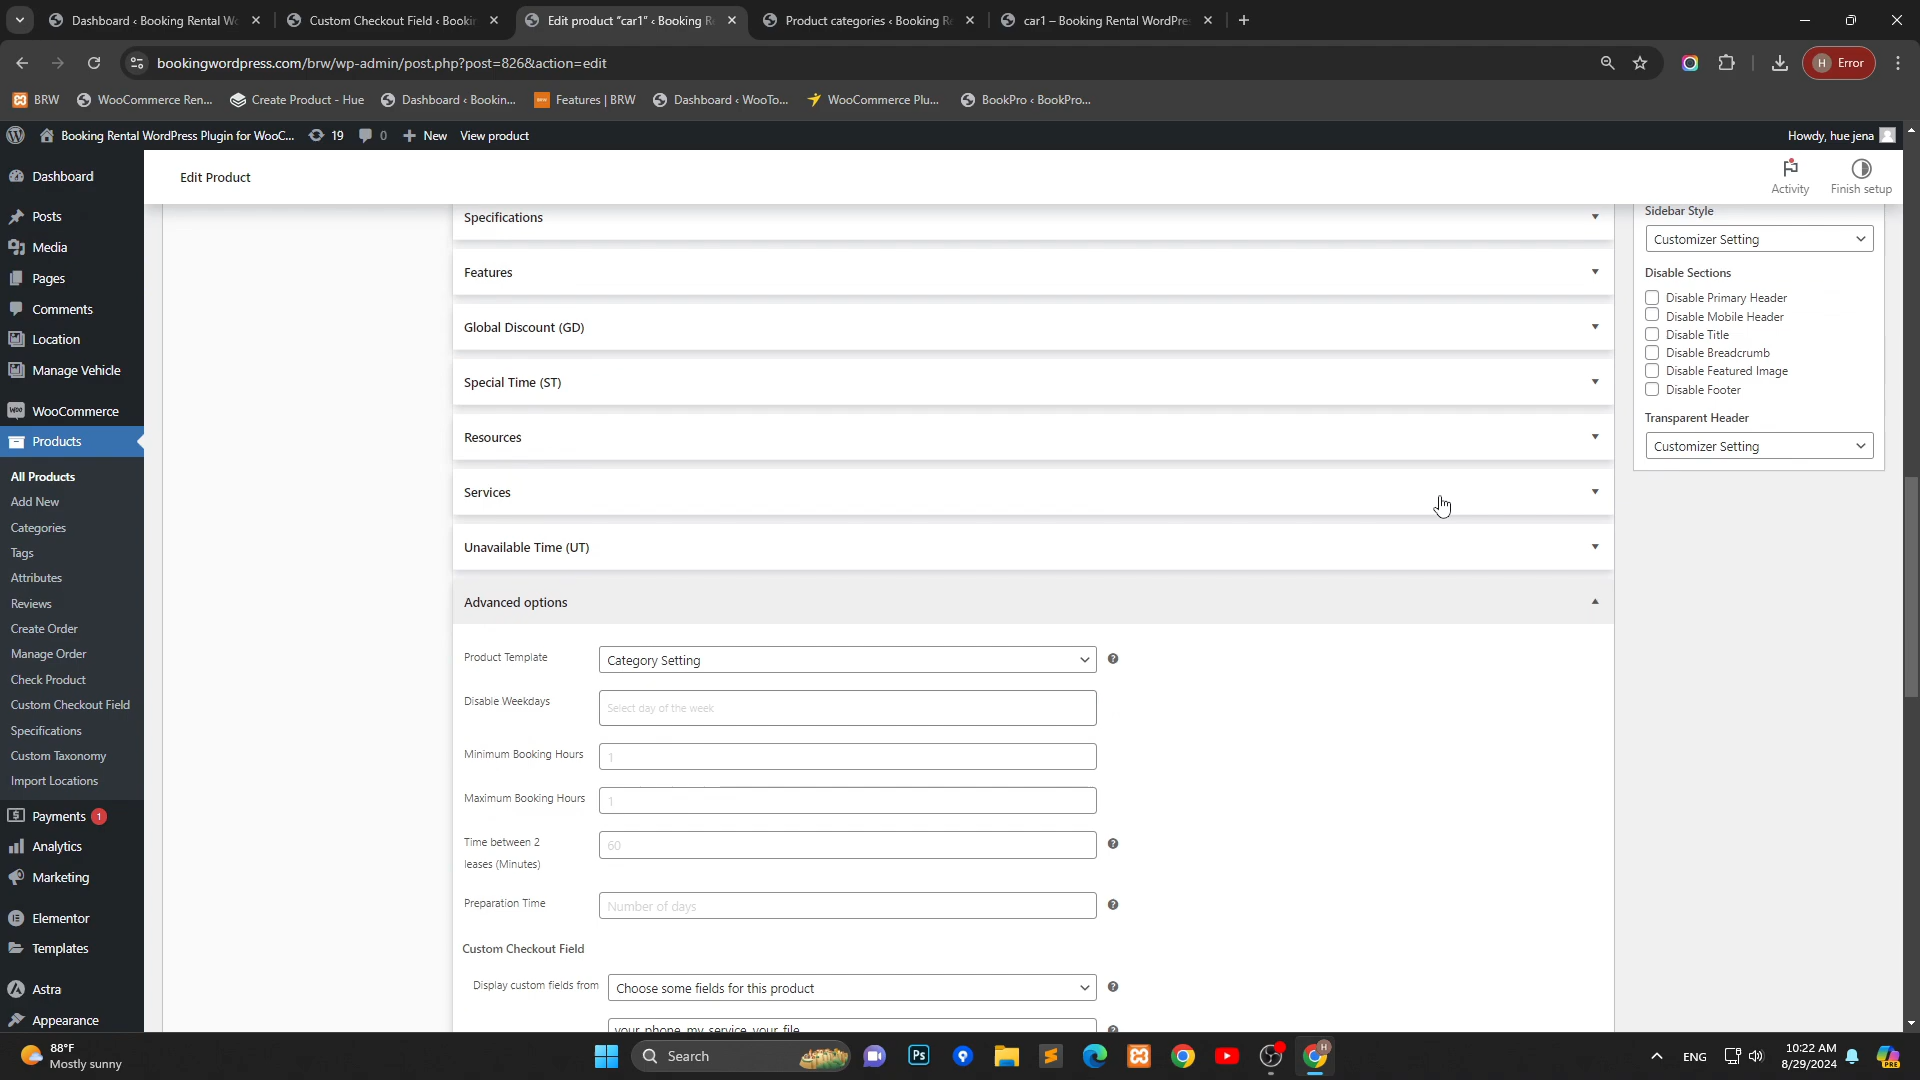 Dashboard ‹ Booking Rental W
Custom Checkout Field ‹ Bookin
Edit product "car1" ‹ Booking R
Product categories ‹ Booking R
car1 – Booking Rental WordPre
bookingwordpress.com/brw/wp-admin/post.php?post=826&action=edit
H Error
BRW
WooCommerce Ren...
Create Product - Hue
Dashboard ‹ Bookin...
Features | BRW
Dashboard ‹ WooTo...
WooCommerce Plu...
BookPro ‹ BookPro...
Booking Rental WordPress Plugin for WooC...
19
0
New
View product
Howdy, hue jena
Edit Product
Activity
Finish setup
Dashboard
Posts
Media
Pages
Comments
Location
Manage Vehicle
WooCommerce
Products
All Products
Add New
Categories
Tags
Attributes
Reviews
Create Order
Manage Order
Check Product
Custom Checkout Field
Specifications
Custom Taxonomy
Import Locations
Payments 1
Analytics
Marketing
Elementor
Templates
Astra
Appearance
Specifications
Features
Global Discount (GD)
Special Time (ST)
Resources
Services
Unavailable Time (UT)
Advanced options
Product Template
Category Setting
Disable Weekdays
Select day of the week
Minimum Booking Hours
1
Maximum Booking Hours
1
Time between 2
leases (Minutes)
60
Preparation Time
Number of days
Custom Checkout Field
Display custom fields from
Choose some fields for this product
your_phone, my_service, your_file
Sidebar Style
Customizer Setting
Disable Sections
Disable Primary Header
Disable Mobile Header
Disable Title
Disable Breadcrumb
Disable Featured Image
Disable Footer
Transparent Header
Customizer Setting
88°F
Mostly sunny
Search
Ps
ENG
10:22 AM
8/29/2024
PRE